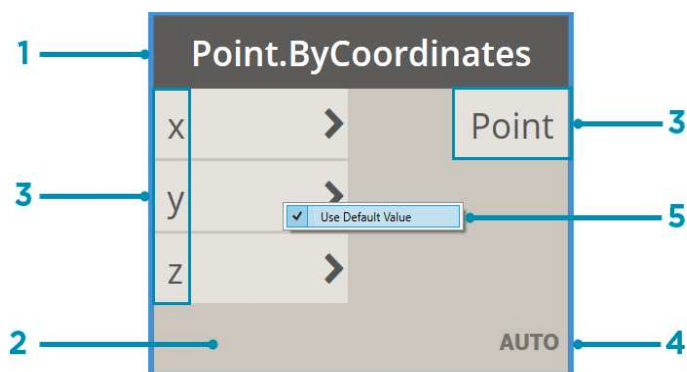 1 Point.ByCoordinates
x Point 3
3 y
✓ Use Default Value 5
z
2 AUTO 4